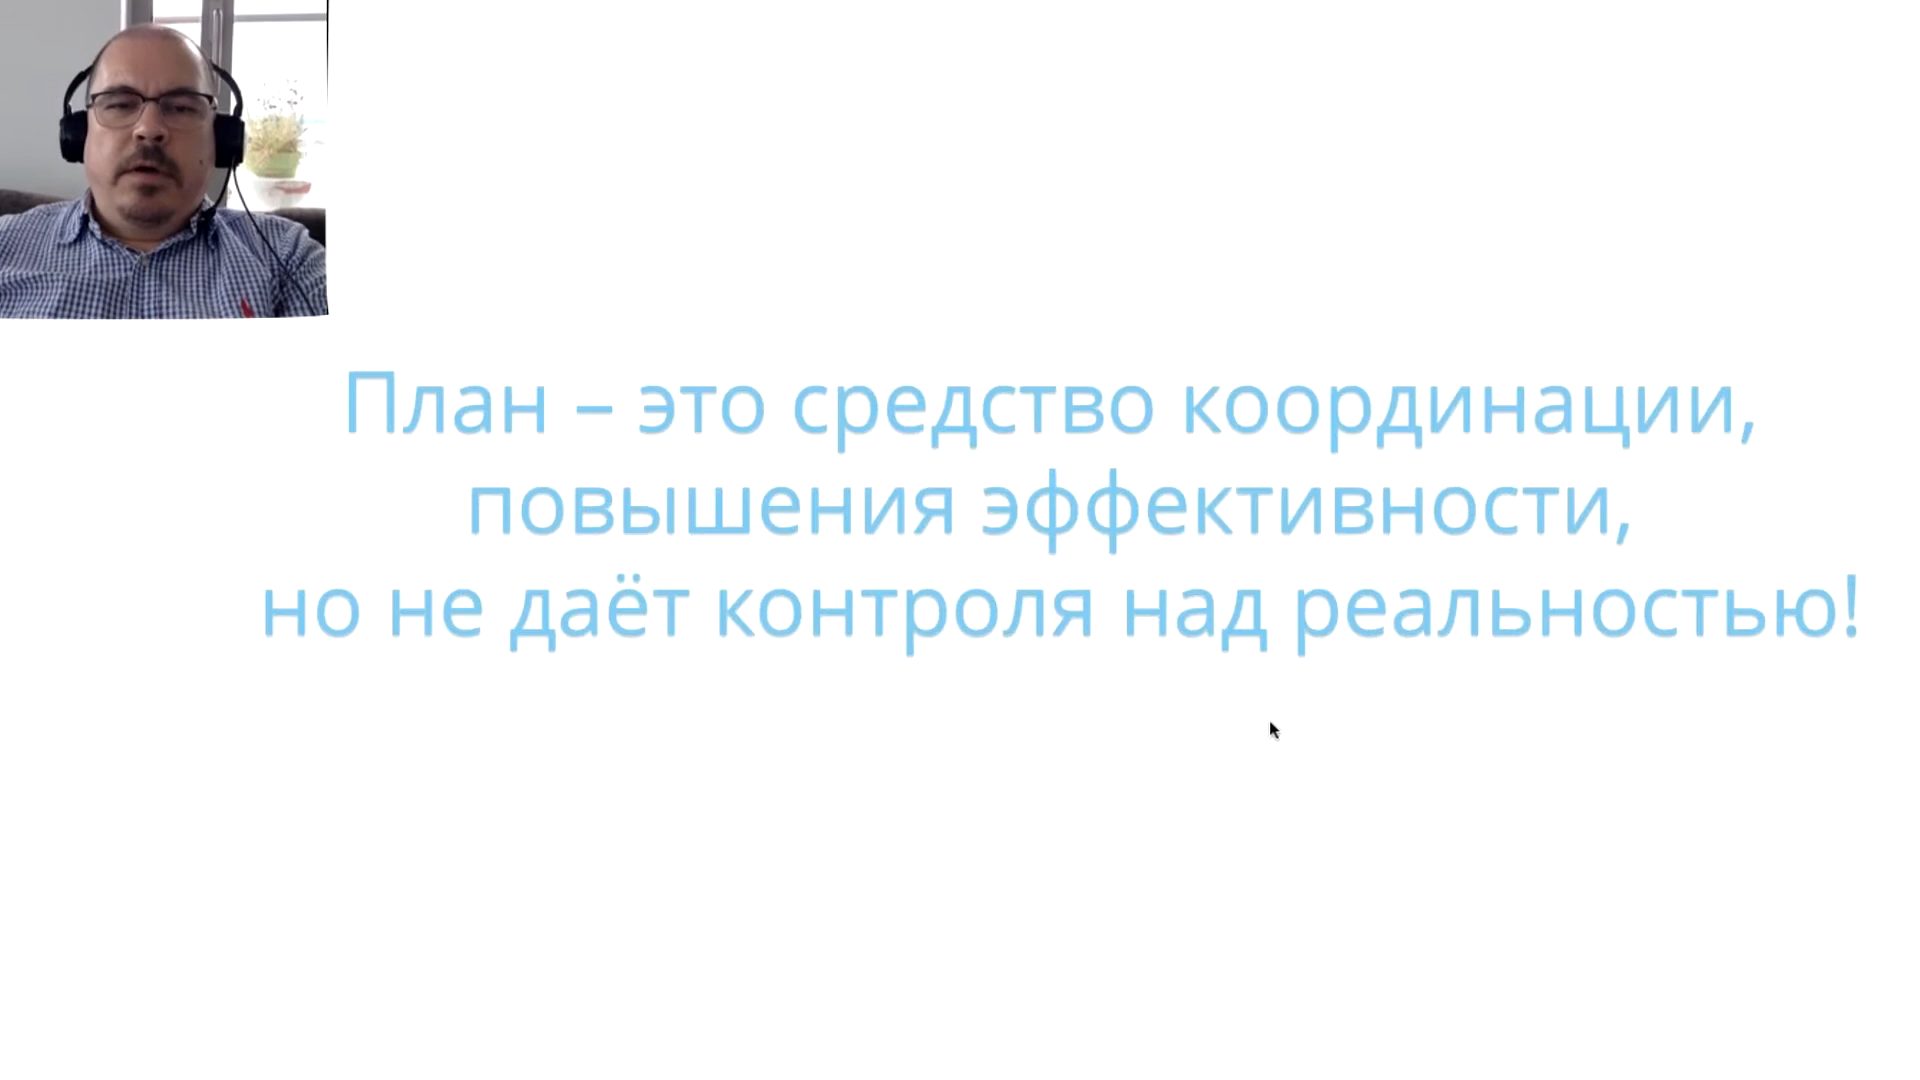 План – это средство координации,
повышения эффективности,
но не даёт контроля над реальностью!